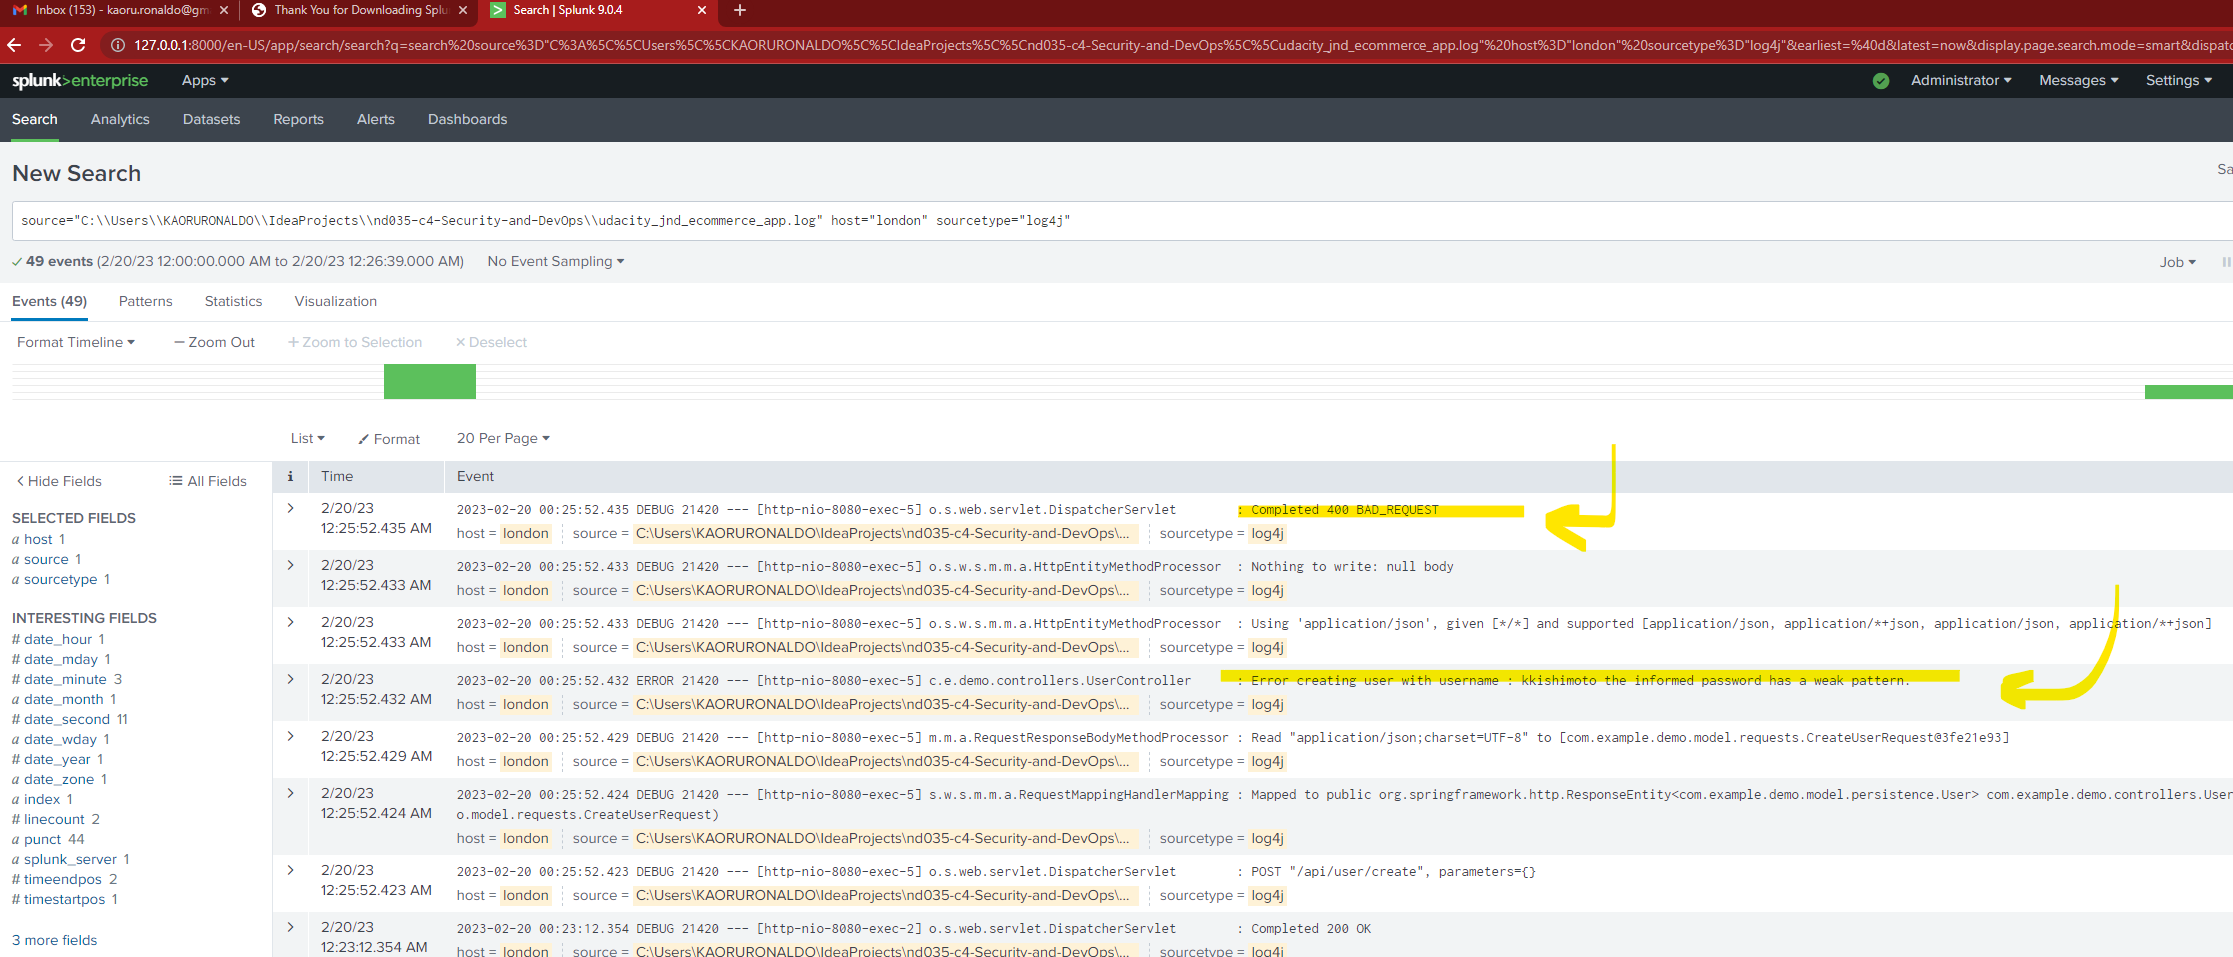 Inbox (153) - kaoru.ronaldo@gm
Thank You for Downloading Splu
Search | Splunk 9.0.4
127.0.0.1:8000/en-US/app/search/search?q=search%20source%3D"C%3A%5C%5CUsers%5C%5CKAORURONALDO%5C%5CIdeaProjects%5C%5Cnd035-c4-Security-and-DevOps%5C%5Cudacity_jnd_ecommerce_app.log"%20host%3D"london"%20sourcetype%3D"log4j"&earliest=%40d&latest=now&display.page.search.mode=smart&dispatc
splunk>enterprise Apps Administrator Messages Settings
Search Analytics Datasets Reports Alerts Dashboards
New Search
Sa
source="C:\\Users\\KAORURONALDO\\IdeaProjects\\nd035-c4-Security-and-DevOps\\udacity_jnd_ecommerce_app.log" host="london" sourcetype="log4j"
49 events (2/20/23 12:00:00.000 AM to 2/20/23 12:26:39.000 AM) No Event Sampling Job
Events (49) Patterns Statistics Visualization
Format Timeline — Zoom Out + Zoom to Selection × Deselect
List Format 20 Per Page
Hide Fields All Fields
i Time Event
SELECTED FIELDS
a host 1
a source 1
a sourcetype 1
INTERESTING FIELDS
# date_hour 1
# date_mday 1
# date_minute 3
a date_month 1
# date_second 11
a date_wday 1
# date_year 1
a date_zone 1
a index 1
# linecount 2
a punct 44
a splunk_server 1
# timeendpos 2
# timestartpos 1
3 more fields
2/20/23 2023-02-20 00:25:52.435 DEBUG 21420 --- [http-nio-8080-exec-5] o.s.web.servlet.DispatcherServlet : Completed 400 BAD_REQUEST
12:25:52.435 AM host = london source = C:\Users\KAORURONALDO\IdeaProjects\nd035-c4-Security-and-DevOps\... sourcetype = log4j
2/20/23 2023-02-20 00:25:52.433 DEBUG 21420 --- [http-nio-8080-exec-5] o.s.w.s.m.m.a.HttpEntityMethodProcessor : Nothing to write: null body
12:25:52.433 AM host = london source = C:\Users\KAORURONALDO\IdeaProjects\nd035-c4-Security-and-DevOps\... sourcetype = log4j
2/20/23 2023-02-20 00:25:52.433 DEBUG 21420 --- [http-nio-8080-exec-5] o.s.w.s.m.m.a.HttpEntityMethodProcessor : Using 'application/json', given [*/*] and supported [application/json, application/*+json, application/json, application/*+json]
12:25:52.433 AM host = london source = C:\Users\KAORURONALDO\IdeaProjects\nd035-c4-Security-and-DevOps\... sourcetype = log4j
2/20/23 2023-02-20 00:25:52.432 ERROR 21420 --- [http-nio-8080-exec-5] c.e.demo.controllers.UserController : Error creating user with username : kkishimoto the informed password has a weak pattern.
12:25:52.432 AM host = london source = C:\Users\KAORURONALDO\IdeaProjects\nd035-c4-Security-and-DevOps\... sourcetype = log4j
2/20/23 2023-02-20 00:25:52.429 DEBUG 21420 --- [http-nio-8080-exec-5] m.m.a.RequestResponseBodyMethodProcessor : Read "application/json;charset=UTF-8" to [com.example.demo.model.requests.CreateUserRequest@3fe21e93]
12:25:52.429 AM host = london source = C:\Users\KAORURONALDO\IdeaProjects\nd035-c4-Security-and-DevOps\... sourcetype = log4j
2/20/23 2023-02-20 00:25:52.424 DEBUG 21420 --- [http-nio-8080-exec-5] s.w.s.m.m.a.RequestMappingHandlerMapping : Mapped to public org.springframework.http.ResponseEntity<com.example.demo.model.persistence.User> com.example.demo.controllers.User
12:25:52.424 AM o.model.requests.CreateUserRequest)
host = london source = C:\Users\KAORURONALDO\IdeaProjects\nd035-c4-Security-and-DevOps\... sourcetype = log4j
2/20/23 2023-02-20 00:25:52.423 DEBUG 21420 --- [http-nio-8080-exec-5] o.s.web.servlet.DispatcherServlet : POST "/api/user/create", parameters={}
12:25:52.423 AM host = london source = C:\Users\KAORURONALDO\IdeaProjects\nd035-c4-Security-and-DevOps\... sourcetype = log4j
2/20/23 2023-02-20 00:23:12.354 DEBUG 21420 --- [http-nio-8080-exec-2] o.s.web.servlet.DispatcherServlet : Completed 200 OK
12:23:12.354 AM host = london source = C:\Users\KAORURONALDO\IdeaProjects\nd035-c4-Security-and-DevOps\... sourcetype = log4j